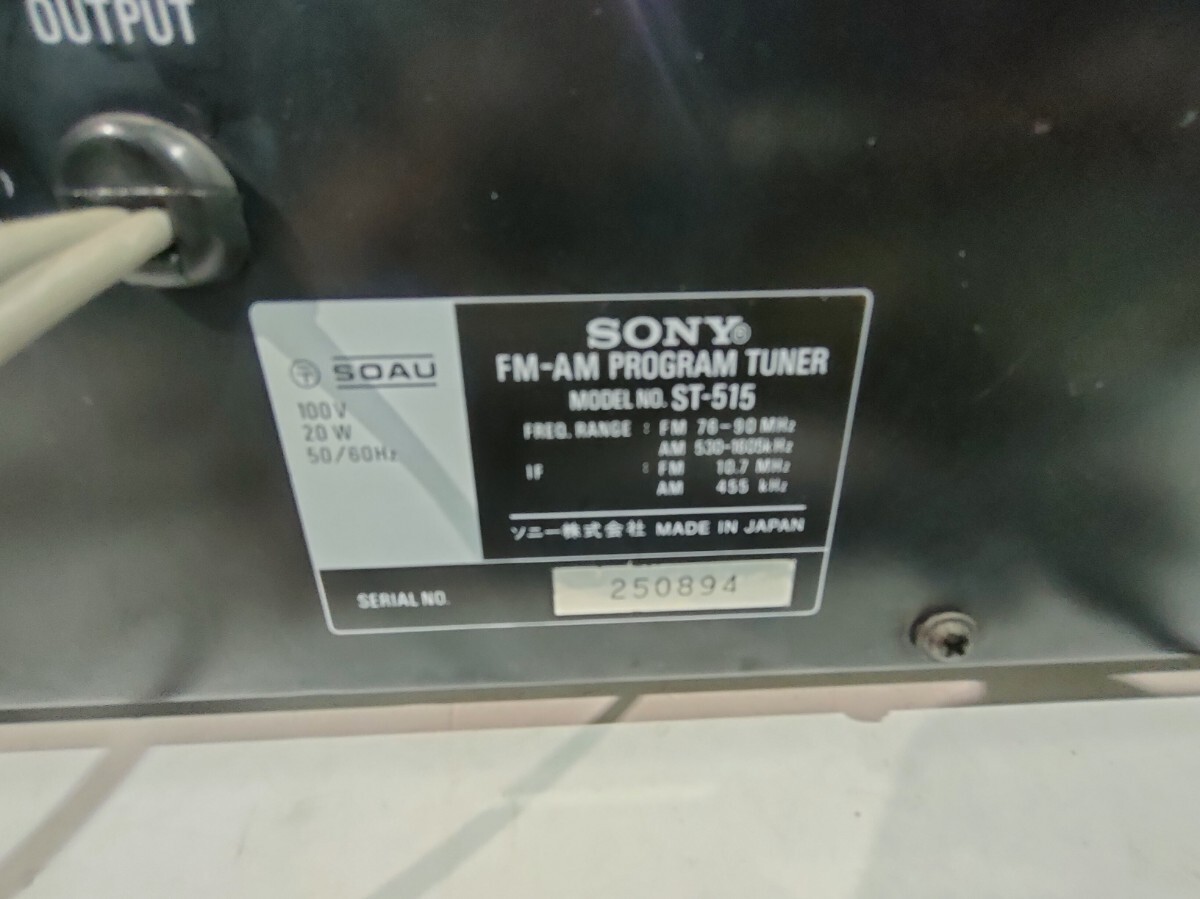 OUTPUT
SONY®
FM-AM PROGRAM TUNER
MODEL NO. ST-515
FREQ. RANGE : FM 76-90 MHz
AM 530-1605kHz
IF : FM 10.7 MHz
AM 455 kHz
ソニー株式会社 MADE IN JAPAN
〒 SOAU
100V
20W
50/60Hz
SERIAL NO. 250894